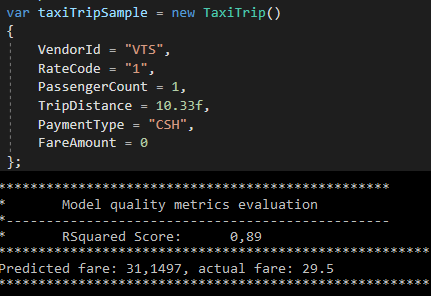 var taxiTripSample = new TaxiTrip()
{
VendorId = "VTS",
RateCode = "1",
PassengerCount = 1,
TripDistance = 10.33f,
PaymentType = "CSH",
FareAmount = 0
};
*************************************************
*       Model quality metrics evaluation
*------------------------------------------------
*       RSquared Score:      0,89
******************************************************
Predicted fare: 31,1497, actual fare: 29.5
******************************************************